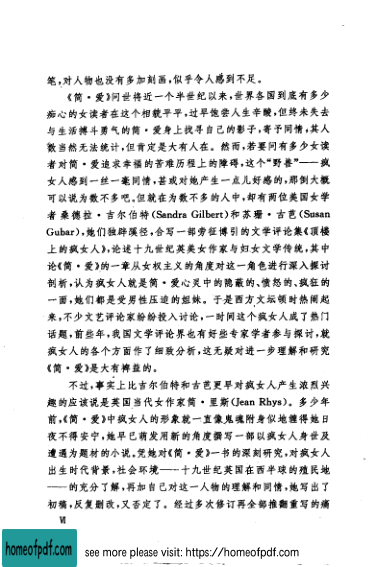 笔,对人物也没有多加刻画,似乎令人感到不足。
《简·爱》问世将近一个半世纪以来,世界各国到底有多少
痴心的女读者在这个相貌平平,过早饱尝人生辛酸,但终未失去
与生活搏斗勇气的简·爱身上找寻自己的影子,寄予同情,其人
数当然无法统计,但肯定是大有人在。然而,若要问有多少女读
者对简·爱追求幸福的苦难历程上的障碍,这个“野兽”——疯
女人感到一丝一毫同情,甚或对她产生一点儿好感的,那倒大概
可以说为数不多吧。但就在为数不多的人中,却有两位美国女学
者桑德拉·吉尔伯特(Sandra Gilbert)和苏珊·古芭(Susan
Gubar),她们独辟蹊径,合写一部旁征博引的文学评论集《顶楼
上的疯女人》,论述十九世纪英美女作家与妇女文学传统,其中
论《简·爱》的一章从女权主义的角度对这一角色进行深入探讨
剖析,认为疯女人就是简·爱心灵中的隐蔽的、愤怒的、疯狂的
一面,她们都是受男性压迫的姐妹。于是西方文坛顿时热闹起
来,不少文艺评论家纷纷投入讨论,一时间这个疯女人成了热门
话题,前些年,我国文学评论界也有好些专家学者参与探讨,就
疯女人的各个方面作了细致分析,这无疑对进一步理解和研究
《简·爱》是大有裨益的。
不过,事实上比吉尔伯特和古芭更早对疯女人产生浓烈兴
趣的应该说是英国当代女作家简·里斯(Jean Rhys)。多少年
前,《简·爱》中疯女人的形象就一直像鬼魂附身似地缠得她日
夜不得安宁,她早已萌发用新的角度撰写一部以疯女人身世及
遭遇为题材的小说。凭她对《简·爱》一书的深刻研究,对疯女人
出生时代背景,社会环境——十九世纪英国在西半球的殖民地
——的充分了解,再加自己对这一人物的理解和同情,她写出了
初稿,反复删改,又否定了。经过多次修订再全部推翻重写的痛
Ⅵ
homeofpdf.com
see more please visit: https://homeofpdf.com